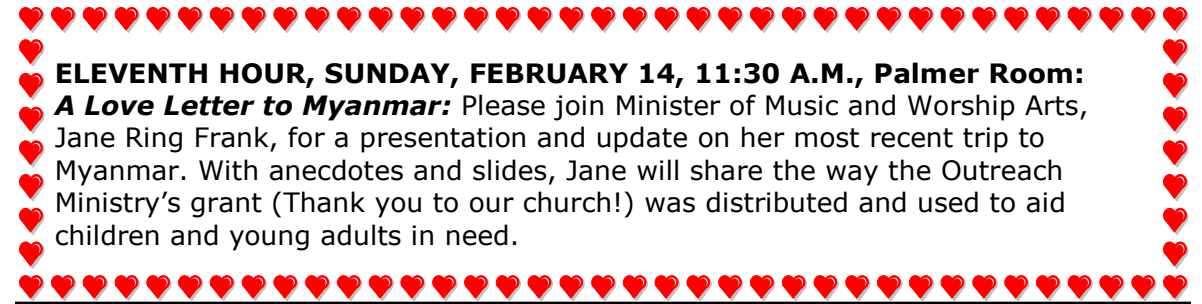 ELEVENTH HOUR, SUNDAY, FEBRUARY 14, 11:30 A.M., Palmer Room:
A Love Letter to Myanmar: Please join Minister of Music and Worship Arts,
Jane Ring Frank, for a presentation and update on her most recent trip to
Myanmar. With anecdotes and slides, Jane will share the way the Outreach
Ministry’s grant (Thank you to our church!) was distributed and used to aid
children and young adults in need.